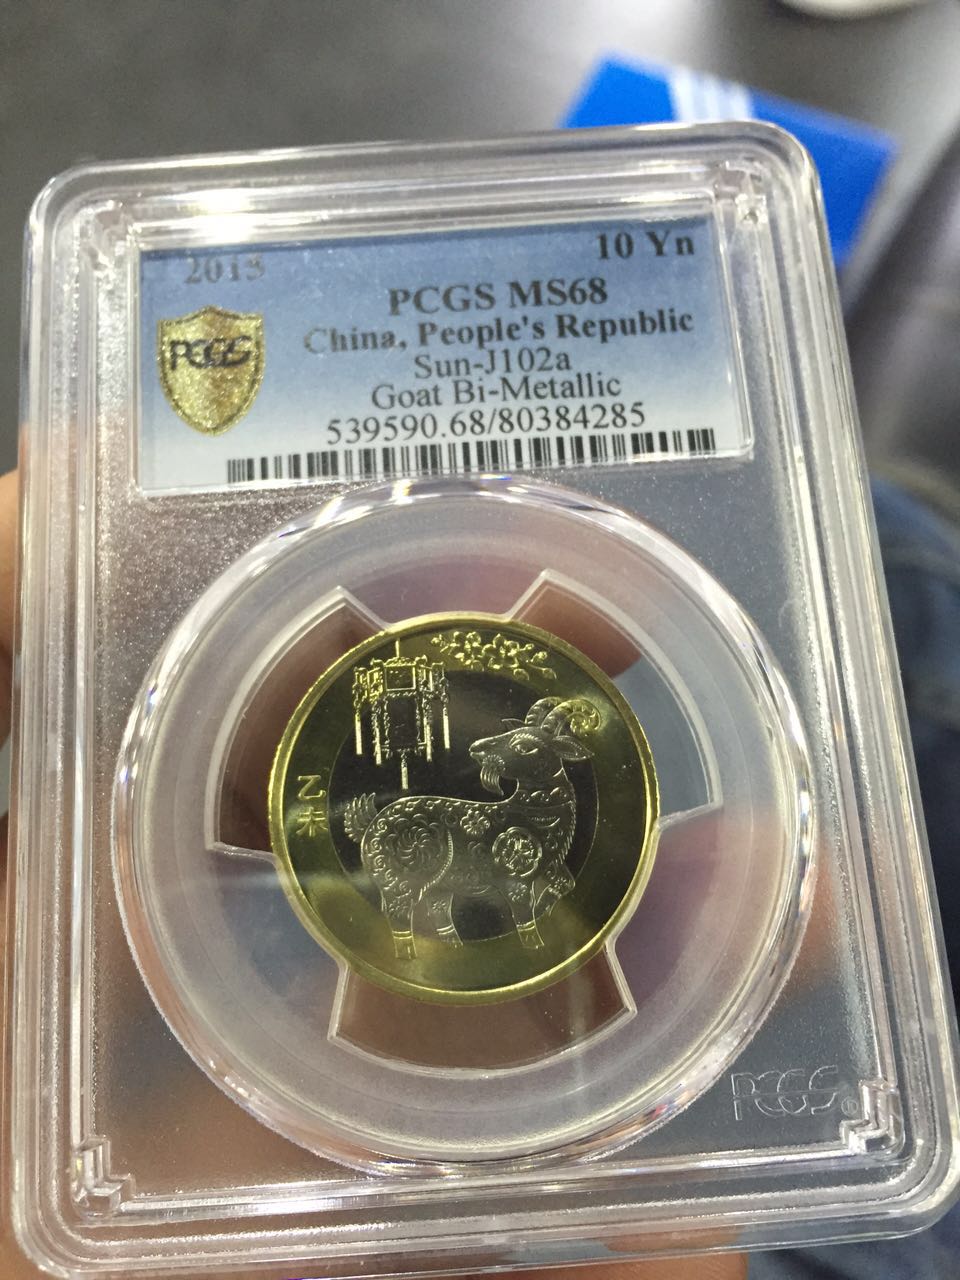 2015
10 Yn
PCGS MS68
China, People's Republic
Sun-J102a
Goat Bi-Metallic
539590.68/80384285
PCGS
乙未
PCGS®